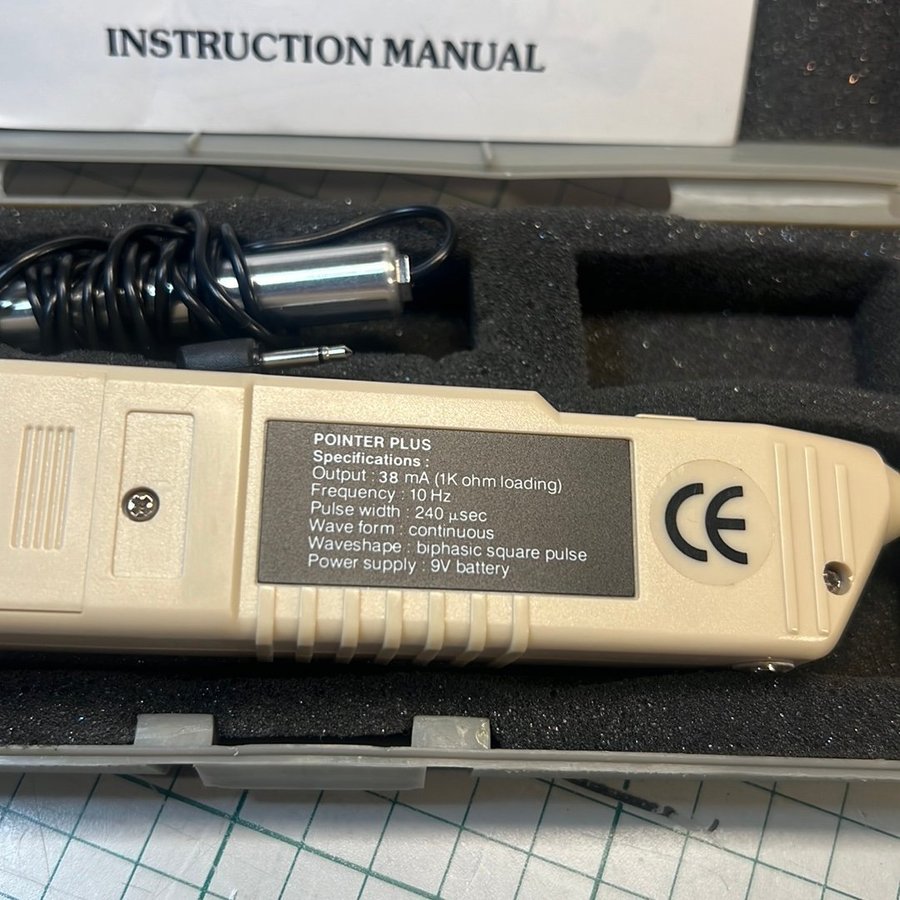 INSTRUCTION MANUAL
POINTER PLUS
Specifications :
Output : 38 mA (1K ohm loading)
Frequency : 10 Hz
Pulse width : 240 µsec
Wave form : continuous
Waveshape : biphasic square pulse
Power supply : 9V battery
CE